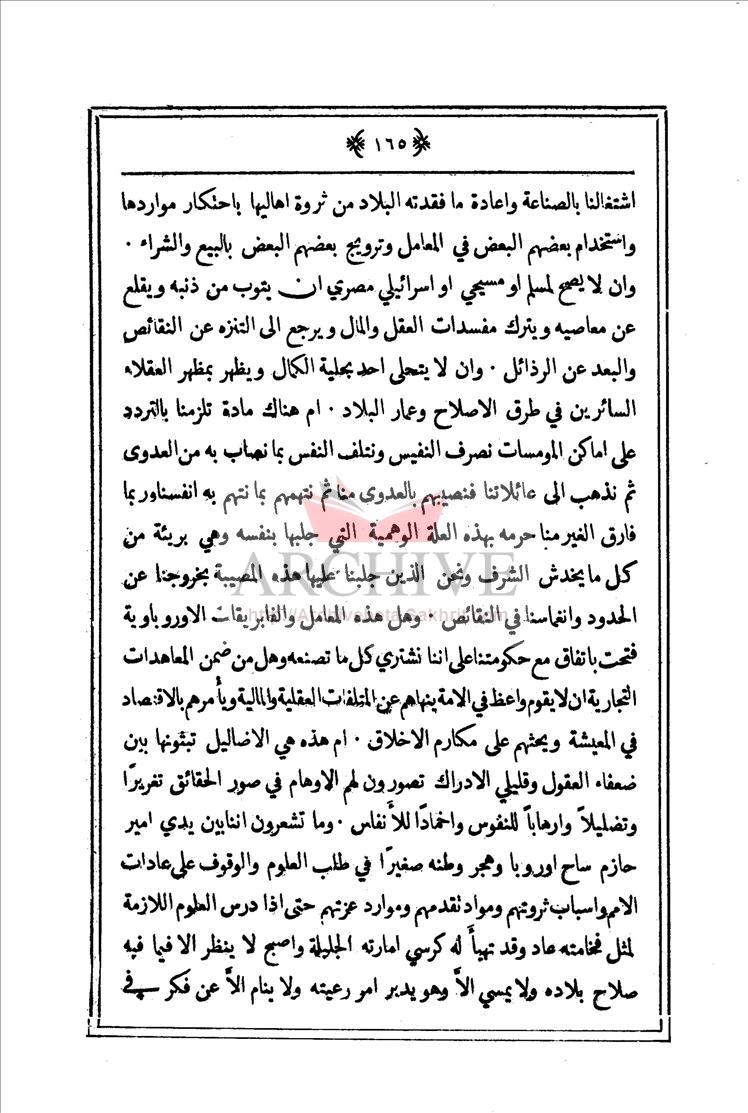 ١٦٥
اشتغالنا بالصناعة واعادة ما فقدته البلاد من ثروة اهاليها باحتكار مواردها
واستخدام بعضهم البعض في المعامل وترويج بعضهم البعض بالبيع والشراء ٠
وان لا يصح لمسلم او مسيحي او اسرائيلي مصري ان يتوب من ذنبه ويقلع
عن معاصيه ويترك مفسدات العقل والمال ويرجع الى التنزه عن النقائص
والبعد عن الرذائل ٠ وان لا يتحلى احد بحلية الكمال ويظهر بمظهر العقلاء
السائرين في طرق الاصلاح وعمار البلاد ٠ ام هناك مادة تلزمنا بالتردد
على اماكن المومسات نصرف النفيس ونتلف النفس بما نصاب به من العدوى
ثم نذهب الى عائلاتنا فنصيبهم بالعدوى منا ثم نتهمهم بما نتهم به انفسنا وربما
فارق الغير منا حرمه بهذه العلة الوهمية التي جلبها بنفسه وهي بريئة من
كل ما يخدش الشرف ونحن الذين جلبنا عليها هذه المصيبة بخروجنا عن
الحدود وانغماسنا في النقائص ٠ وهل هذه المعامل والفابريقات الاوروباوية
فتحت باتفاق مع حكومتنا على اننا نشتري كل ما تصنعه وهل من ضمن المعاهدات
التجارية ان لا يقوم واعظ في الامة ينهاهم عن المتلفات العقلية والمالية ويأمرهم بالاقتصاد
في المعيشة ويحثهم على مكارم الاخلاق ٠ ام هذه هي الاضاليل تبثونها بين
ضعفاء العقول وقليلي الادراك تصورون لهم الاوهام في صور الحقائق تغريرًا
وتضليلاً وارهاباً للنفوس واخمادًا للأنفاس ٠ وما تشعرون اننا بين يدي امير
حازم ساح اوروبا وهجر وطنه صغيرًا في طلب العلوم والوقوف على عادات
الامم واسباب ثروتهم ومواد تقدمهم وموارد عزتهم حتى اذا درس العلوم اللازمة
لمثل فخامته عاد وقد تهيأ له كرسي امارته الجليلة واصبح لا ينظر الا فيما فيه
صلاح بلاده ولا يمسي الاَّ وهو يدبر امر رعيته ولا ينام الاَّ عن فكر في
ARCHIVE